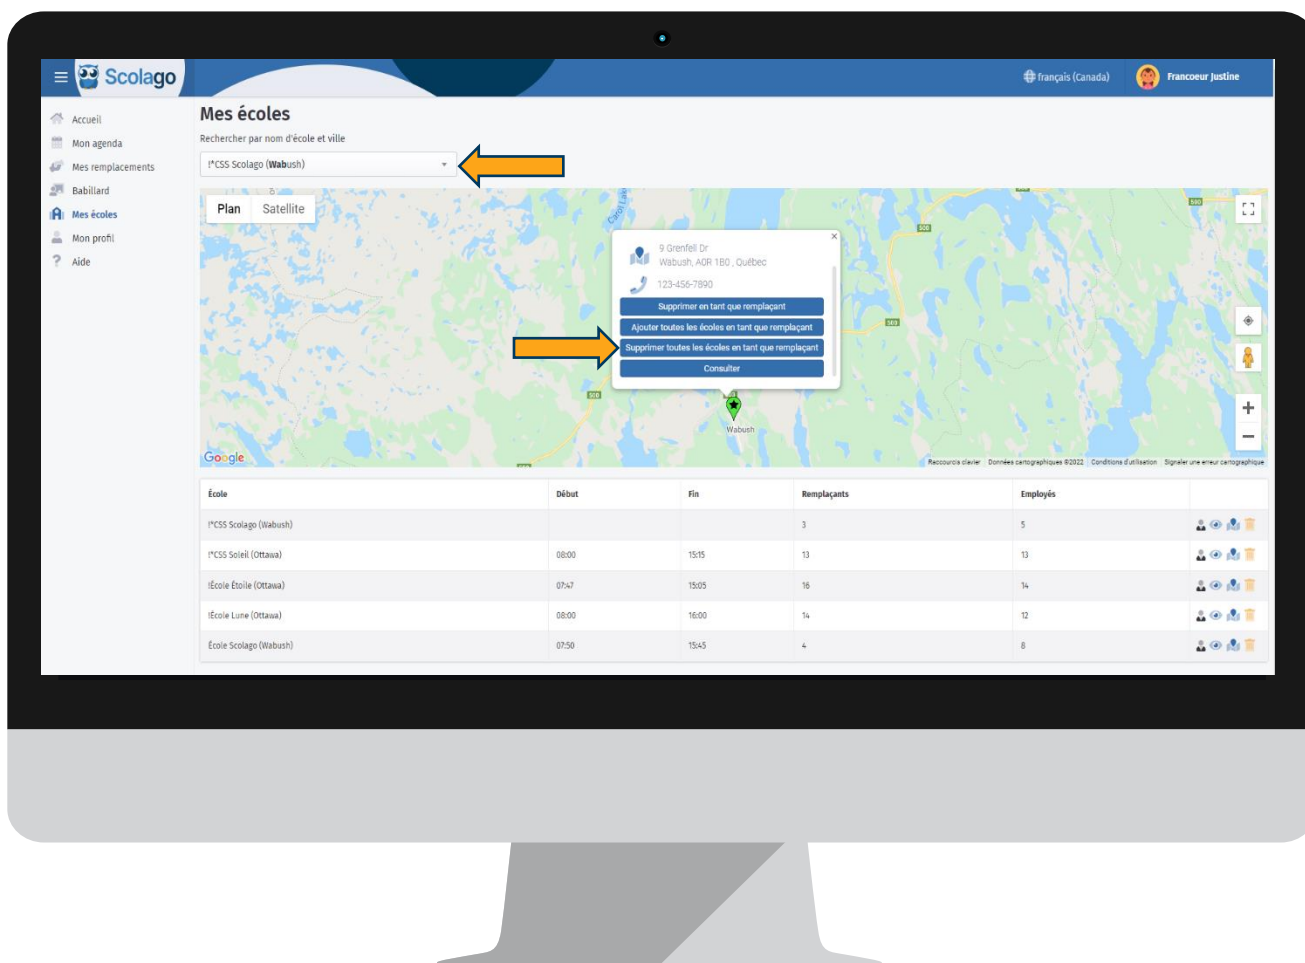 Scolago
français (Canada)
Francoeur Justine
Accueil
Mon agenda
Mes remplacements
Babillard
Mes écoles
Mon profil
Aide
Mes écoles
Rechercher par nom d'école et ville
!*CSS Scolago (Wabush)
Plan Satellite
500
500
500
9 Grenfell Dr
Wabush, A0R 1B0 , Québec
123-456-7890
Supprimer en tant que remplaçant
Ajouter toutes les écoles en tant que remplaçant
Supprimer toutes les écoles en tant que remplaçant
Consulter
500
Wabush
Google
Raccourcis clavier Données cartographiques ©2022 Conditions d'utilisation Signaler une erreur cartographique
École Début Fin Remplaçants Employés
!*CSS Scolago (Wabush) 3 5
!*CSS Soleil (Ottawa) 08:00 15:15 13 13
!École Étoile (Ottawa) 07:47 15:05 16 14
!École Lune (Ottawa) 08:00 16:00 14 12
École Scolago (Wabush) 07:50 15:45 4 8